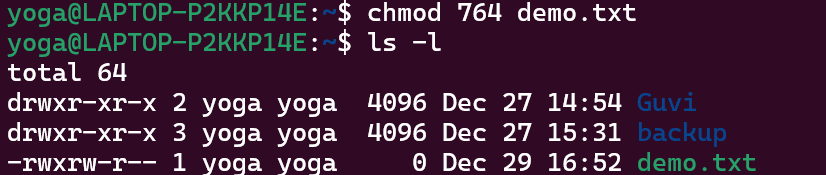 yoga@LAPTOP-P2KKP14E:~$ chmod 764 demo.txt
yoga@LAPTOP-P2KKP14E:~$ ls -l
total 64
drwxr-xr-x 2 yoga yoga  4096 Dec 27 14:54 Guvi
drwxr-xr-x 3 yoga yoga  4096 Dec 27 15:31 backup
-rwxrw-r-- 1 yoga yoga     0 Dec 29 16:52 demo.txt